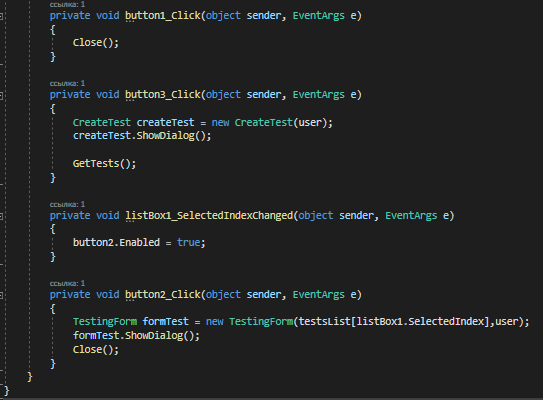 ссылка: 1
private void button1_Click(object sender, EventArgs e)
{
Close();
}
ссылка: 1
private void button3_Click(object sender, EventArgs e)
{
CreateTest createTest = new CreateTest(user);
createTest.ShowDialog();
GetTests();
}
ссылка: 1
private void listBox1_SelectedIndexChanged(object sender, EventArgs e)
{
button2.Enabled = true;
}
ссылка: 1
private void button2_Click(object sender, EventArgs e)
{
TestingForm formTest = new TestingForm(testsList[listBox1.SelectedIndex],user);
formTest.ShowDialog();
Close();
}
}
}